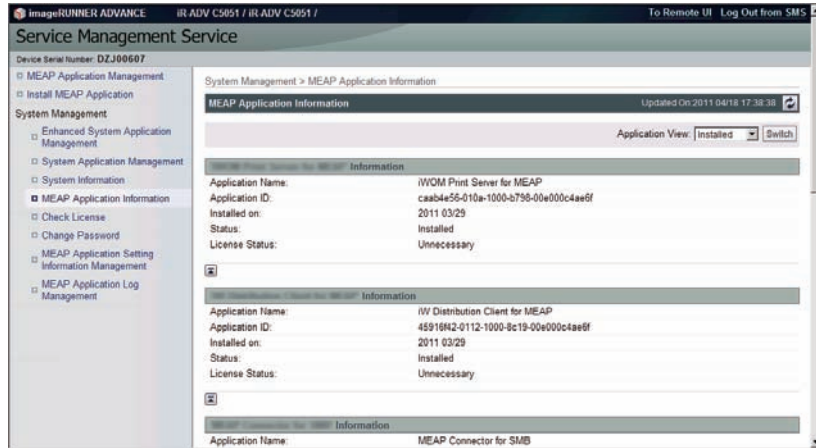 imageRUNNER ADVANCE iR-ADV C5051 / iR-ADV C5051 / To Remote UI Log Out from SMS
Service Management Service
Device Serial Number: DZJ00607
MEAP Application Management
Install MEAP Application
System Management
Enhanced System Application
Management
System Application Management
System Information
MEAP Application Information
Check License
Change Password
MEAP Application Setting
Information Management
MEAP Application Log
Management
System Management > MEAP Application Information
MEAP Application Information Updated On:2011 04/18 17:38:38
Application View: Installed Switch
Information
Application Name: iWOM Print Server for MEAP
Application ID: caab4e56-010a-1000-b798-00e000c4ae6f
Installed on: 2011 03/29
Status: Installed
License Status: Unnecessary
Information
Application Name: iW Distribution Client for MEAP
Application ID: 45916f42-0112-1000-8c19-00e000c4ae6f
Installed on: 2011 03/29
Status: Installed
License Status: Unnecessary
Information
Application Name: MEAP Connector for SMB